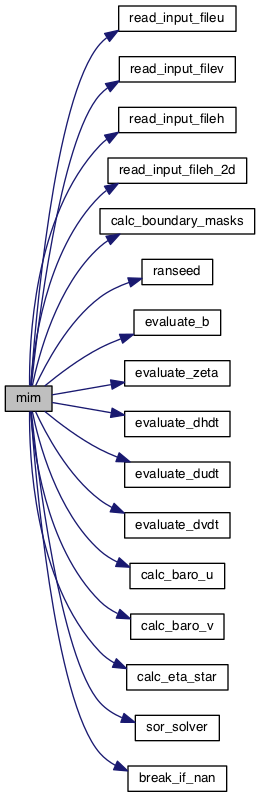 read_input_fileu
read_input_filev
read_input_fileh
read_input_fileh_2d
calc_boundary_masks
ranseed
evaluate_b
evaluate_zeta
mim
evaluate_dhdt
evaluate_dudt
evaluate_dvdt
calc_baro_u
calc_baro_v
calc_eta_star
sor_solver
break_if_nan